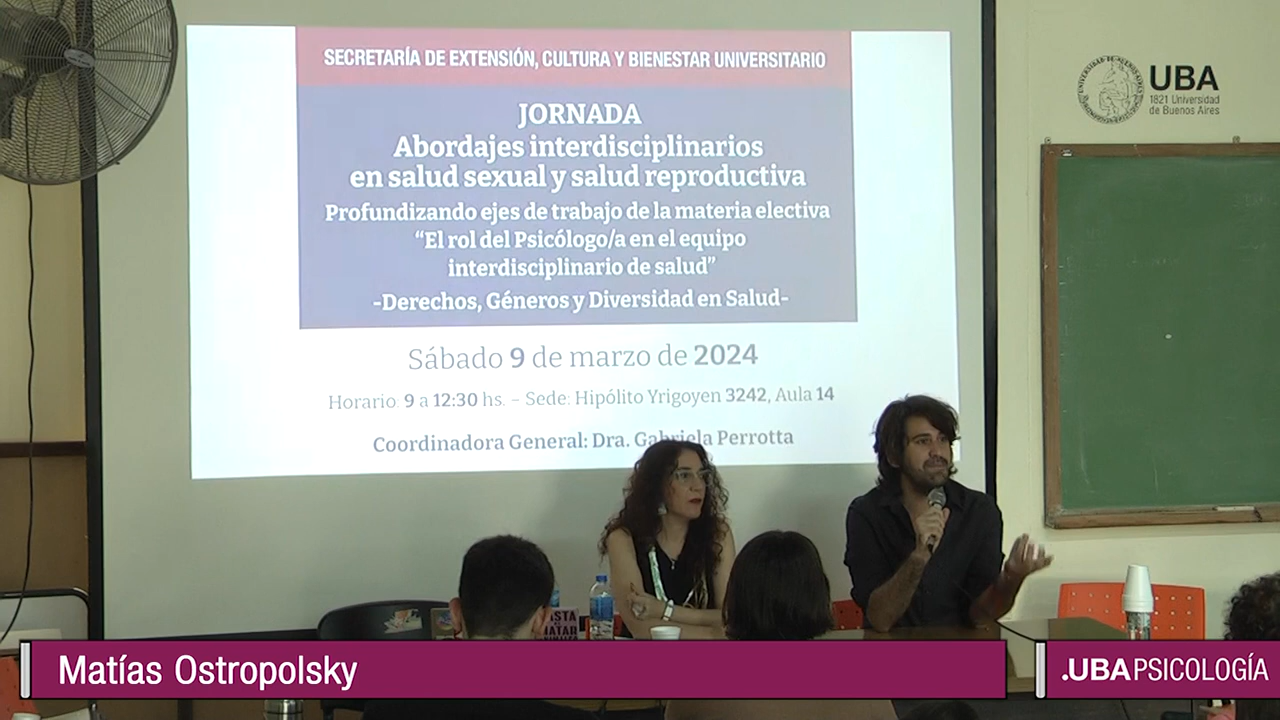 SECRETARÍA DE EXTENSIÓN, CULTURA Y BIENESTAR UNIVERSITARIO
JORNADA
Abordajes interdisciplinarios
en salud sexual y salud reproductiva
Profundizando ejes de trabajo de la materia electiva
“El rol del Psicólogo/a en el equipo
interdisciplinario de salud”
-Derechos, Géneros y Diversidad en Salud-
Sábado 9 de marzo de 2024
Horario: 9 a 12:30 hs. – Sede: Hipólito Yrigoyen 3242, Aula 14
Coordinadora General: Dra. Gabriela Perrotta
UBA
1821 Universidad
de Buenos Aires
Matías Ostropolsky
.UBAPSICOLOGÍA